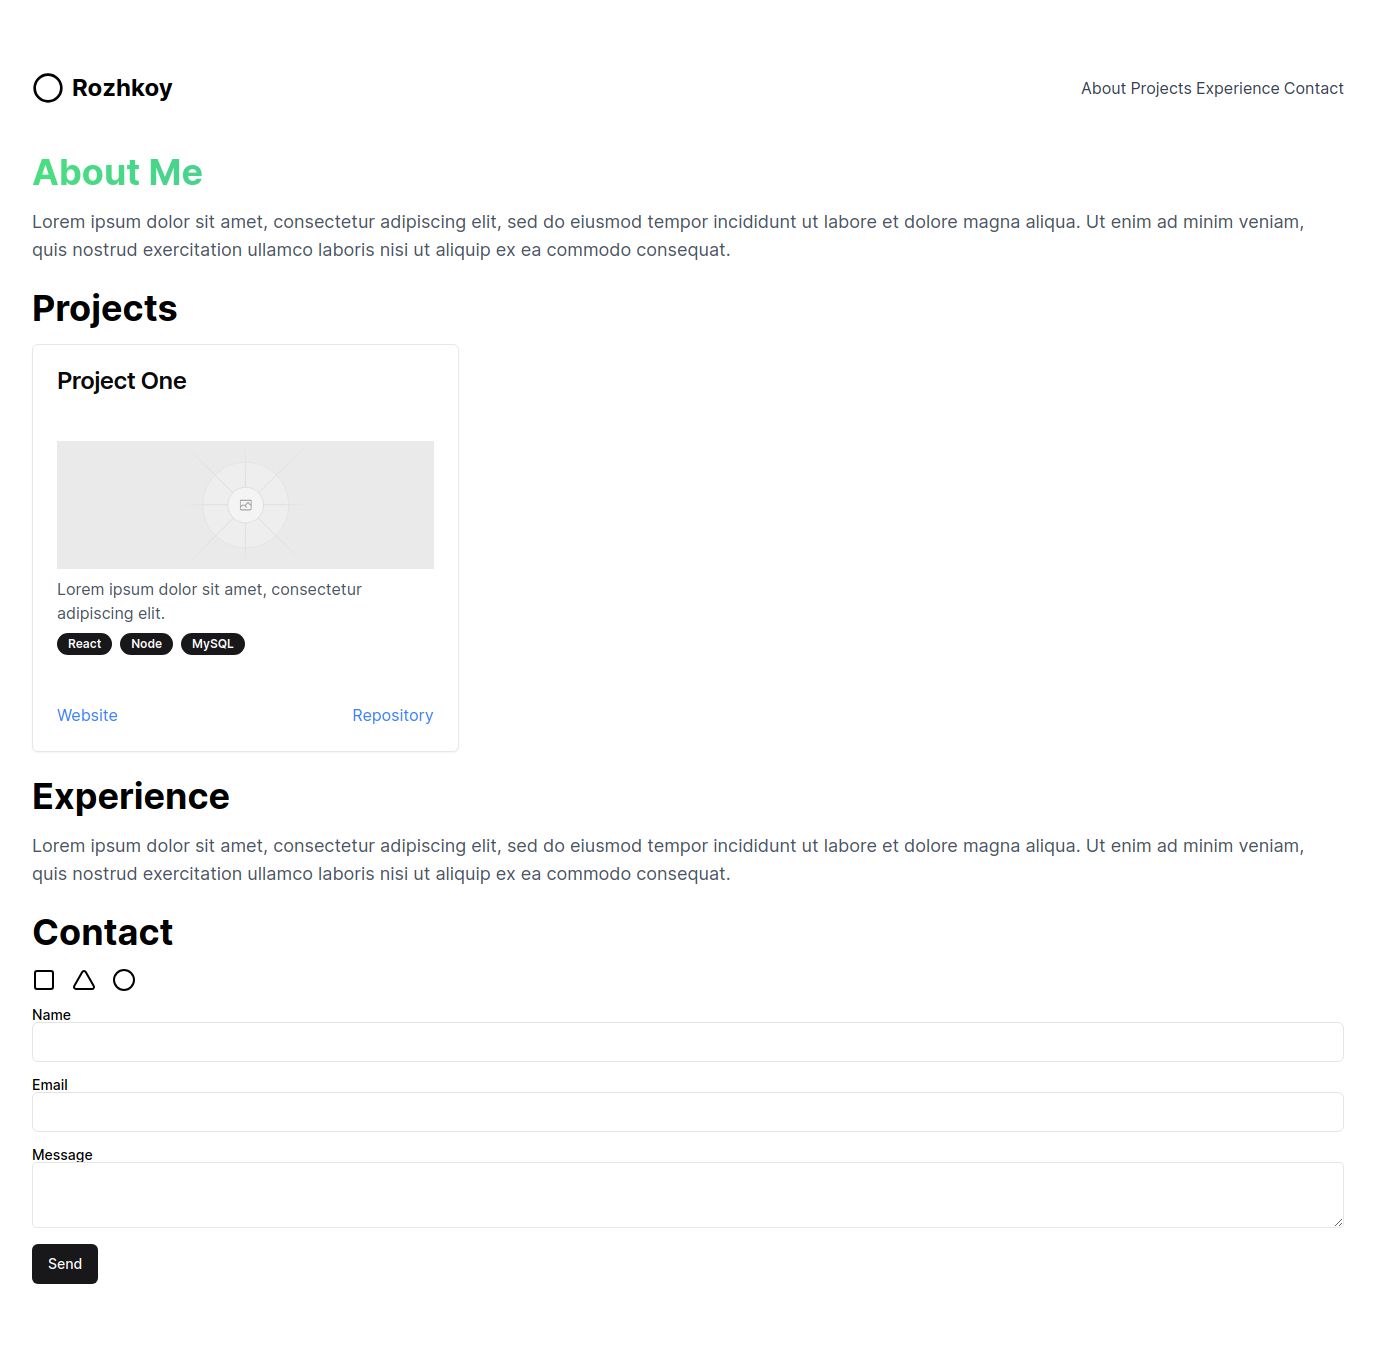 Rozhkoy
About Projects Experience Contact
About Me
Lorem ipsum dolor sit amet, consectetur adipiscing elit, sed do eiusmod tempor incididunt ut labore et dolore magna aliqua. Ut enim ad minim veniam,
quis nostrud exercitation ullamco laboris nisi ut aliquip ex ea commodo consequat.
Projects
Project One
Lorem ipsum dolor sit amet, consectetur
adipiscing elit.
React Node MySQL
Website Repository
Experience
Lorem ipsum dolor sit amet, consectetur adipiscing elit, sed do eiusmod tempor incididunt ut labore et dolore magna aliqua. Ut enim ad minim veniam,
quis nostrud exercitation ullamco laboris nisi ut aliquip ex ea commodo consequat.
Contact
Name
Email
Message
Send